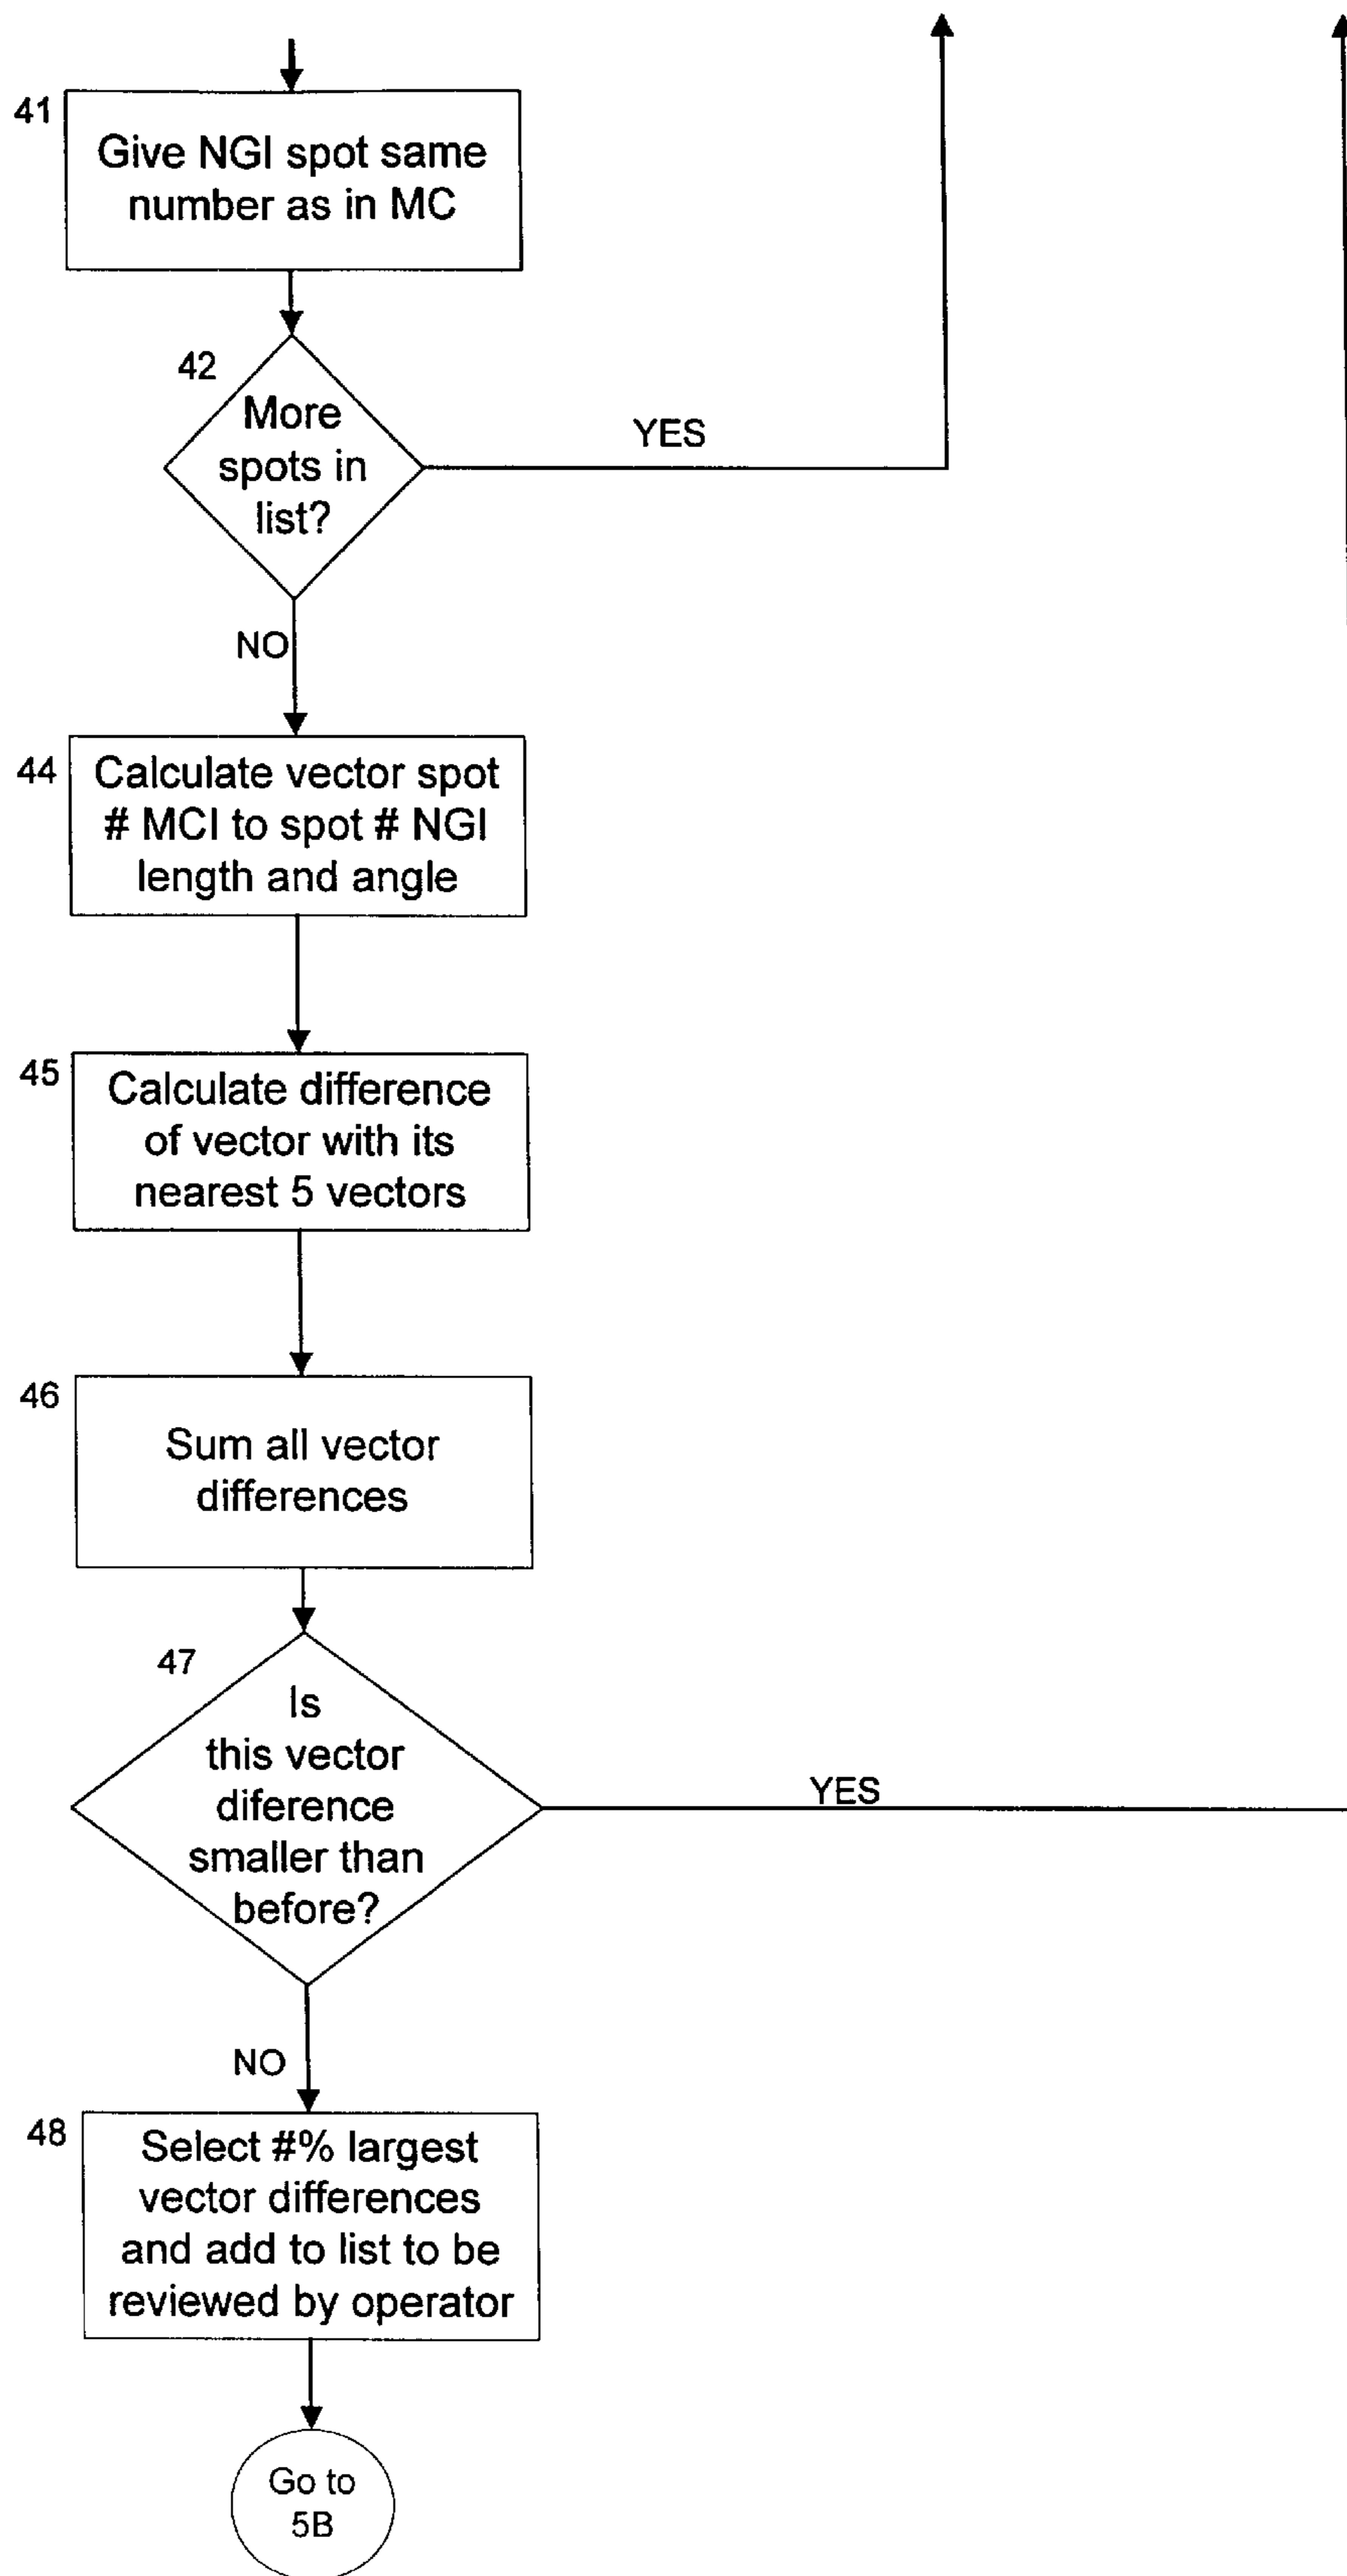 41
Give NGI spot same
number as in MC
42
More
spots in
list?
YES
NO
44
Calculate vector spot
# MCI to spot # NGI
length and angle
45
Calculate difference
of vector with its
nearest 5 vectors
46
Sum all vector
differences
47
Is
this vector
diference
smaller than
before?
YES
NO
48
Select #% largest
vector differences
and add to list to be
reviewed by operator
Go to
5B